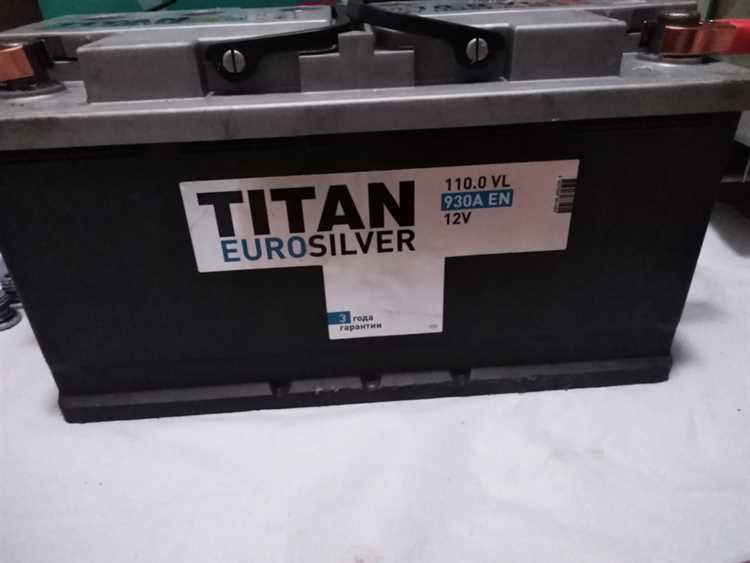 TITAN
EUROSILVER
110.0 VL
930A EN
12V
3 года
гарантии